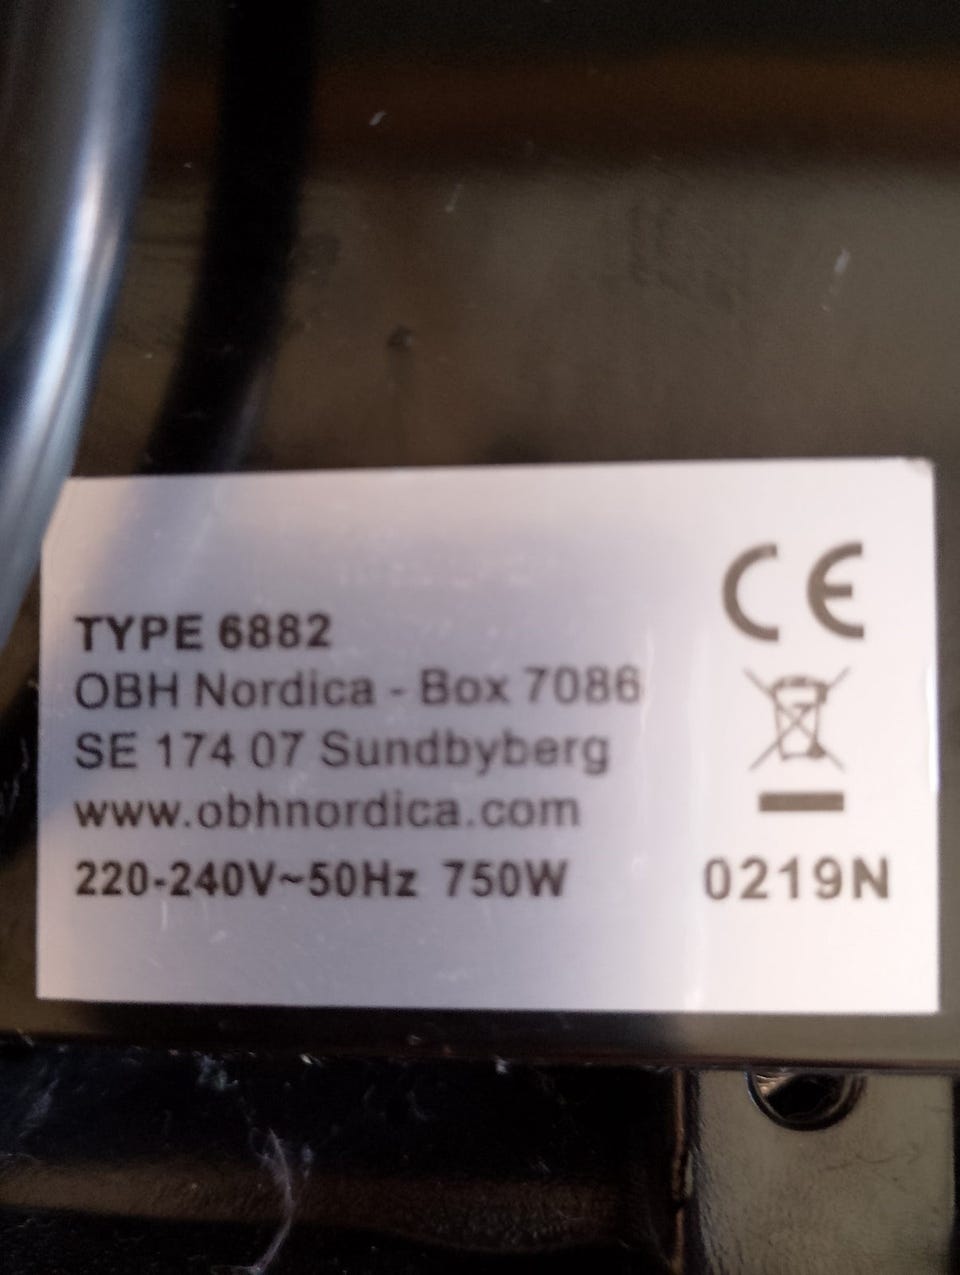 CE
TYPE 6882
OBH Nordica - Box 7086
SE 174 07 Sundbyberg
www.obhnordica.com
220-240V~50Hz 750W
0219N